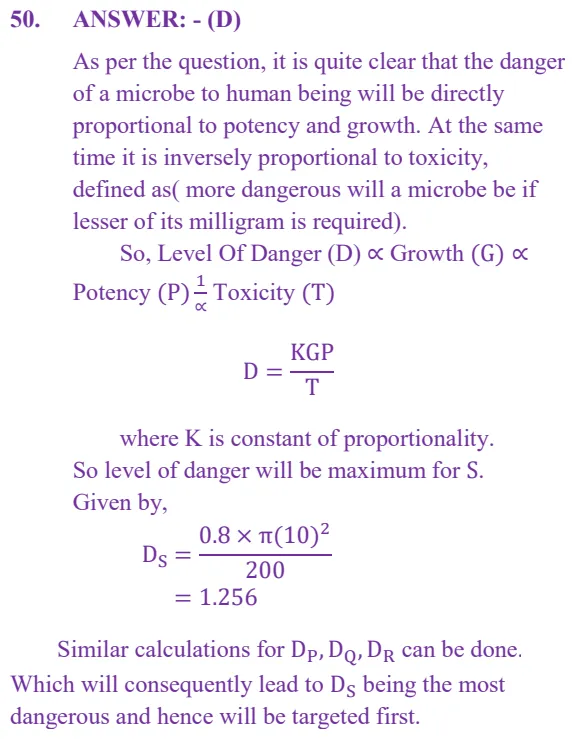 50. ANSWER: - (D)
As per the question, it is quite clear that the danger
of a microbe to human being will be directly
proportional to potency and growth. At the same
time it is inversely proportional to toxicity,
defined as( more dangerous will a microbe be if
lesser of its milligram is required).
So, Level Of Danger (D) ∝ Growth (G) ∝
Potency (P) 1/∝ Toxicity (T)
D = KGP/T
where K is constant of proportionality.
So level of danger will be maximum for S.
Given by,
D_S = 0.8 × π(10)²/200
= 1.256
Similar calculations for D_P, D_Q, D_R can be done.
Which will consequently lead to D_S being the most
dangerous and hence will be targeted first.